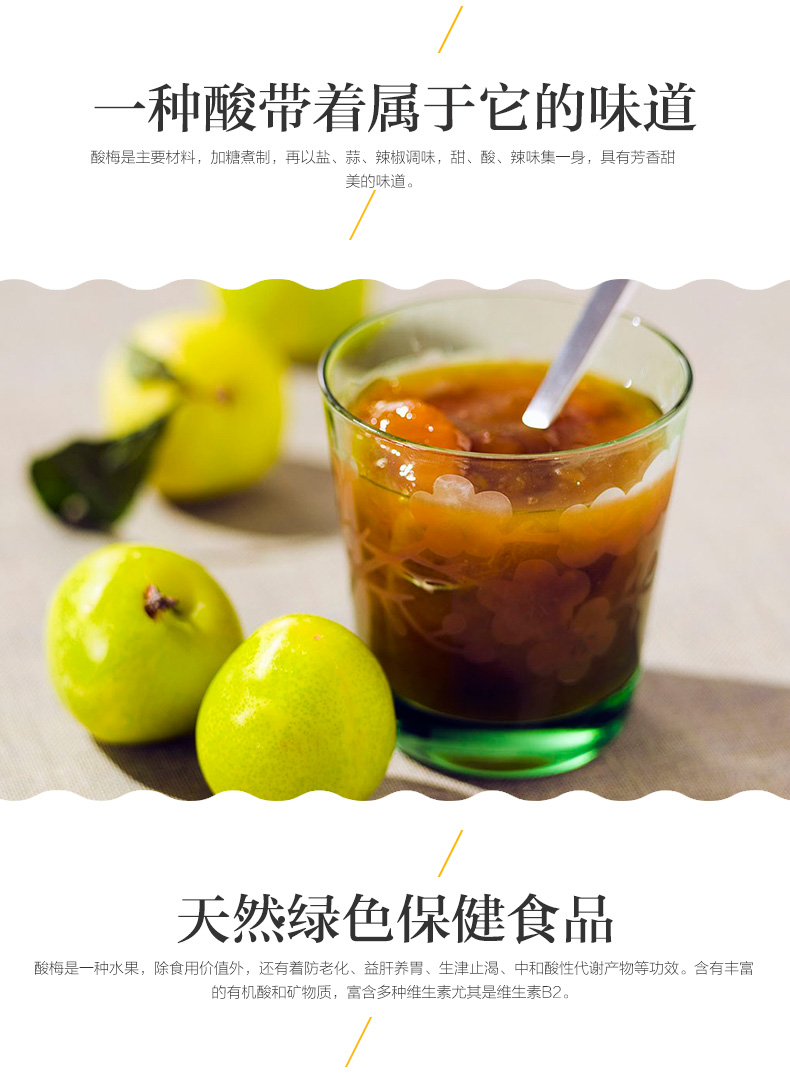 一种酸带着属于它的味道
酸梅是主要材料，加糖煮制，再以盐、蒜、辣椒调味，甜、酸、辣味集一身，具有芳香甜
美的味道。
天然绿色保健食品
酸梅是一种水果，除食用价值外，还有着防老化、益肝养胃、生津止渴、中和酸性代谢产物等功效。含有丰富
的有机酸和矿物质，富含多种维生素尤其是维生素B2。